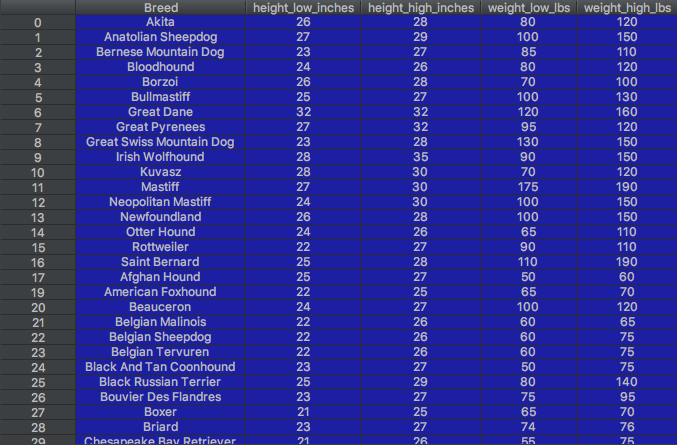 Breed height_low_inches height_high_inches weight_low_lbs weight_high_lbs
0 Akita 26 28 80 120
1 Anatolian Sheepdog 27 29 100 150
2 Bernese Mountain Dog 23 27 85 110
3 Bloodhound 24 26 80 120
4 Borzoi 26 28 70 100
5 Bullmastiff 25 27 100 130
6 Great Dane 32 32 120 160
7 Great Pyrenees 27 32 95 120
8 Great Swiss Mountain Dog 23 28 130 150
9 Irish Wolfhound 28 35 90 150
10 Kuvasz 28 30 70 120
11 Mastiff 27 30 175 190
12 Neopolitan Mastiff 24 30 100 150
13 Newfoundland 26 28 100 150
14 Otter Hound 24 26 65 110
15 Rottweiler 22 27 90 110
16 Saint Bernard 25 28 110 190
17 Afghan Hound 25 27 50 60
19 American Foxhound 22 25 65 70
20 Beauceron 24 27 100 120
21 Belgian Malinois 22 26 60 65
22 Belgian Sheepdog 22 26 60 75
23 Belgian Tervuren 22 26 60 75
24 Black And Tan Coonhound 23 27 50 75
25 Black Russian Terrier 25 29 80 140
26 Bouvier Des Flandres 23 27 75 95
27 Boxer 21 25 65 70
28 Briard 23 27 74 76
29 Chesapeake Bay Retriever 21 26 55 75